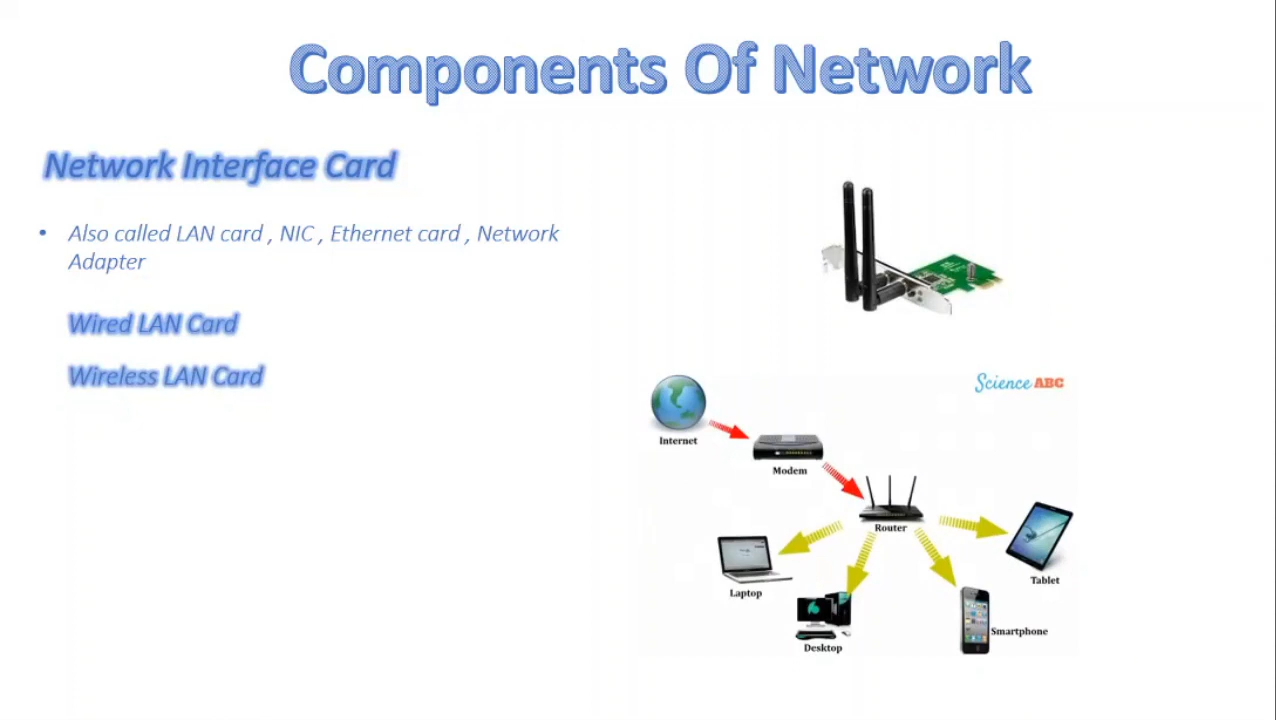 Components Of Network
Network Interface Card
• Also called LAN card , NIC , Ethernet card , Network
Adapter
Wired LAN Card
Wireless LAN Card
Science ABC
Internet
Modem
Router
Laptop
Tablet
Smartphone
Desktop